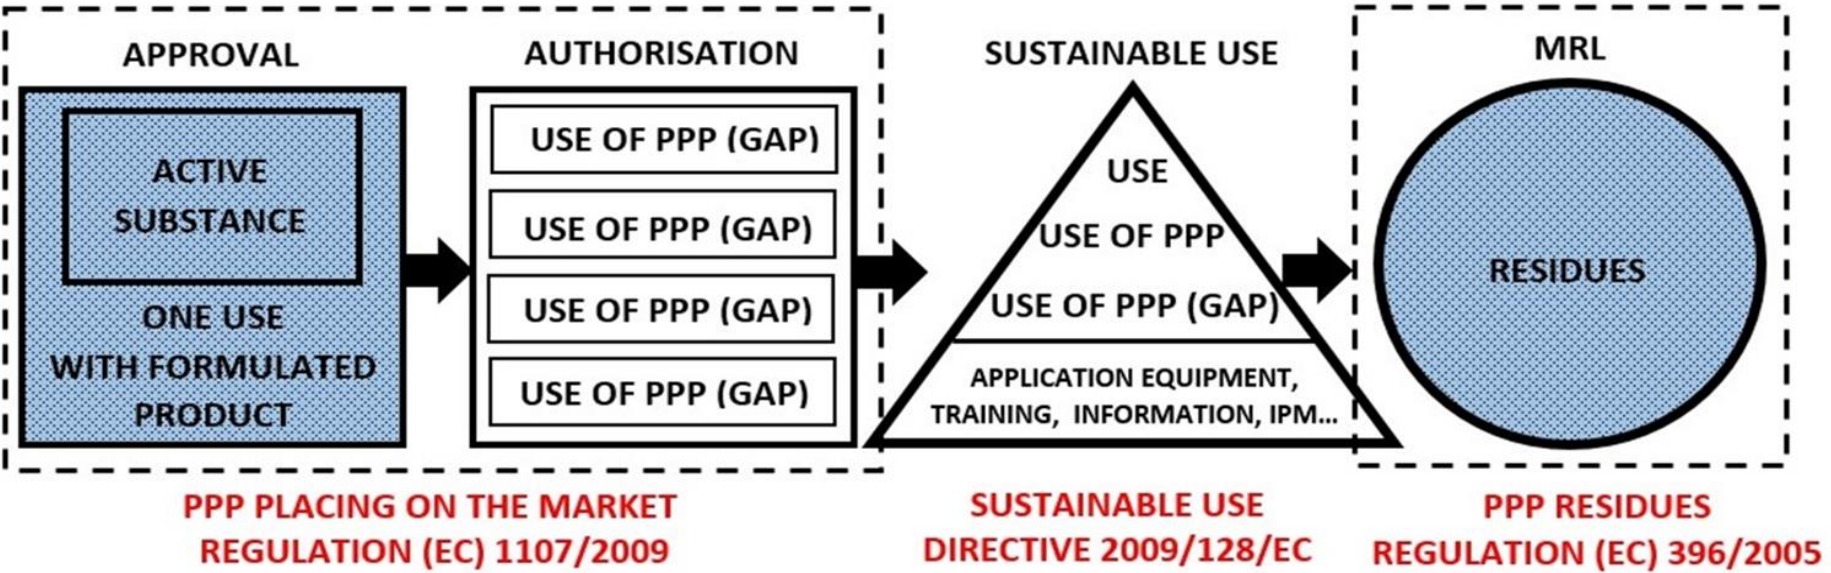 APPROVAL
ACTIVE
SUBSTANCE
ONE USE
WITH FORMULATED
PRODUCT
AUTHORISATION
USE OF PPP (GAP)
USE OF PPP (GAP)
USE OF PPP (GAP)
USE OF PPP (GAP)
PPP PLACING ON THE MARKET
REGULATION (EC) 1107/2009
SUSTAINABLE USE
USE
USE OF PPP
USE OF PPP (GAP)
APPLICATION EQUIPMENT,
TRAINING, INFORMATION, IPM...
SUSTAINABLE USE
DIRECTIVE 2009/128/EC
MRL
RESIDUES
PPP RESIDUES
REGULATION (EC) 396/2005